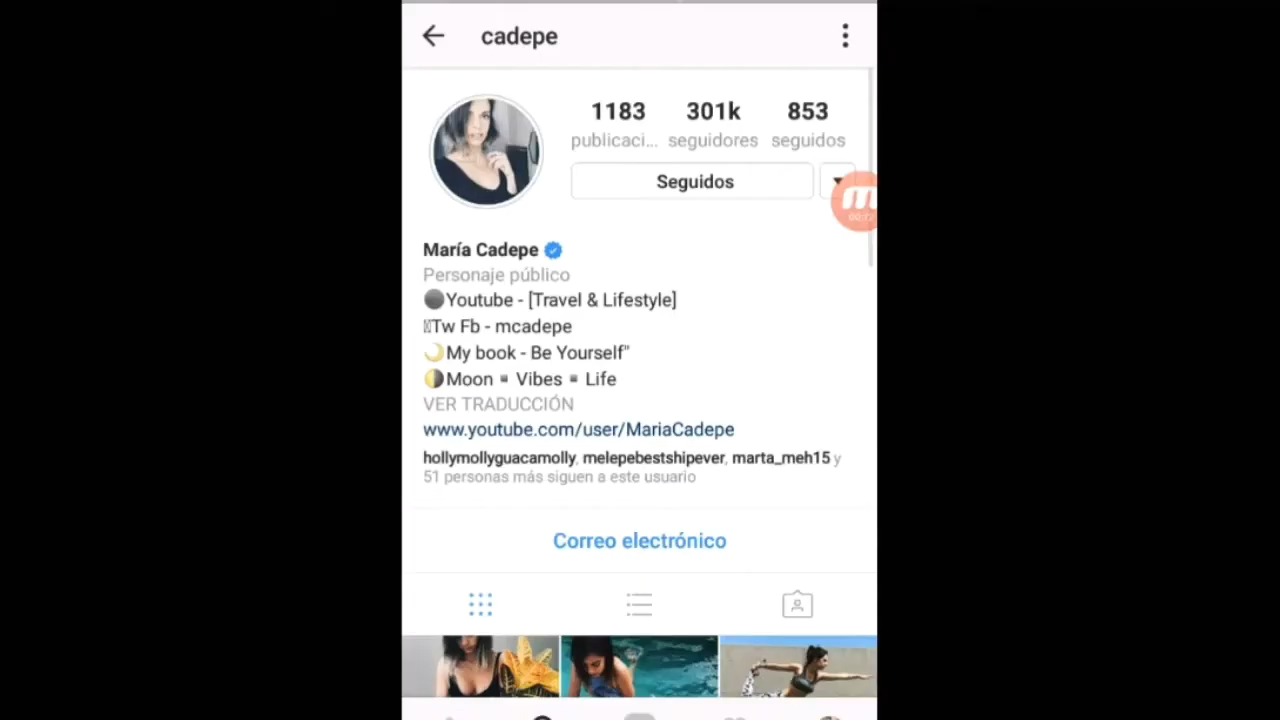 cadepe
1183 301k 853
publicaci... seguidores seguidos
Seguidos
María Cadepe
Personaje público
Youtube - [Travel & Lifestyle]
Tw Fb - mcadepe
My book - Be Yourself"
Moon ▪ Vibes ▪ Life
VER TRADUCCIÓN
www.youtube.com/user/MariaCadepe
hollymollyguacamolly, melepebestshipever, marta_meh15 y
51 personas más siguen a este usuario
Correo electrónico